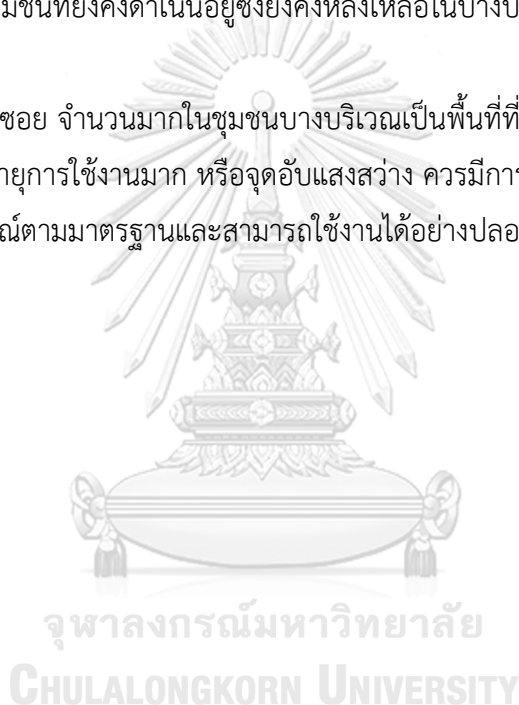 มชนที่ยังคงดำเนินอยู่ซึ่งยังคงหลงเหลือในบางบ
ซอย จำนวนมากในชุมชนบางบริเวณเป็นพื้นที่ที่
ายุการใช้งานมาก หรือจุดอับแสงสว่าง ควรมีการ
ณ์ตามมาตรฐานและสามารถใช้งานได้อย่างปลอ
จุฬาลงกรณ์มหาวิทยาลัย
CHULALONGKORN UNIVERSITY